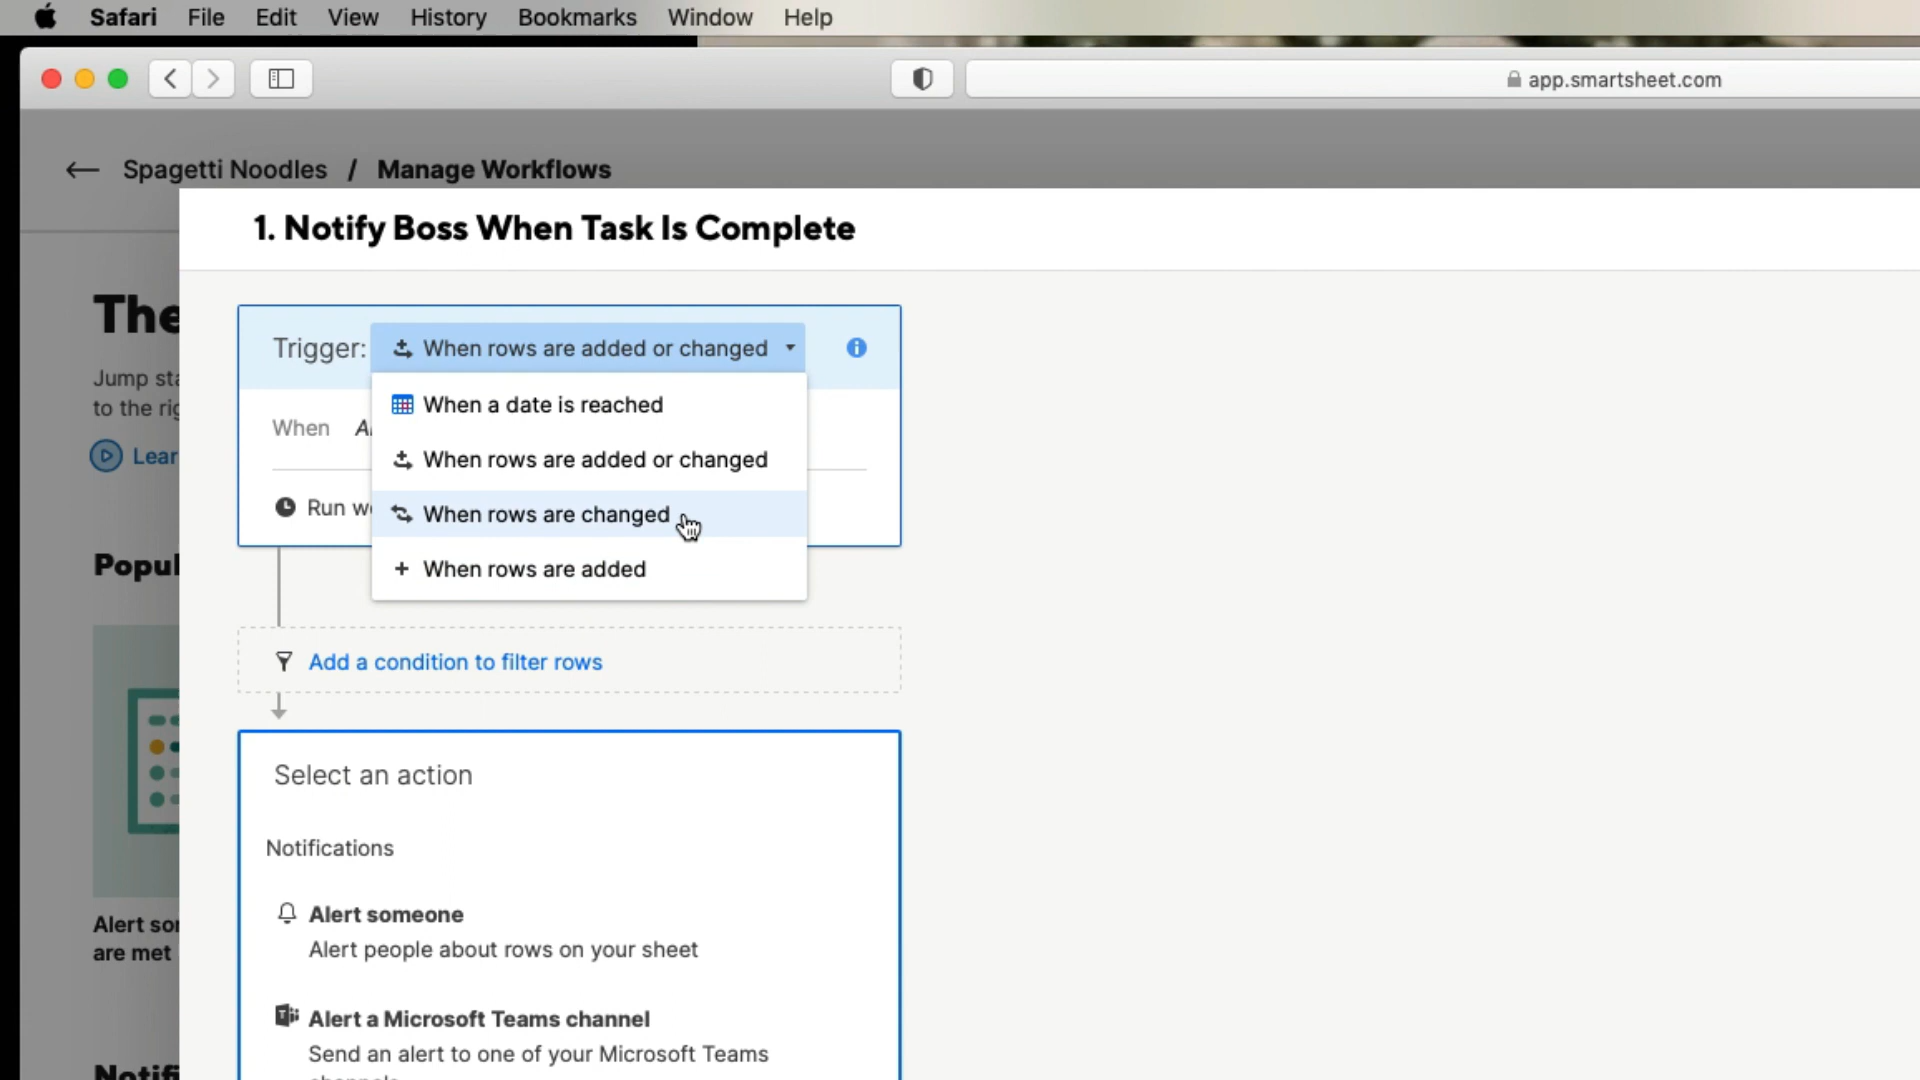 Safari File Edit View History Bookmarks Window Help
app.smartsheet.com
Spagetti Noodles / Manage Workflows
1. Notify Boss When Task Is Complete
The
Jump sta
to the rig
Lear
Trigger: When rows are added or changed
When a date is reached
When
When rows are added or changed
Run w
When rows are changed
When rows are added
Popul
Add a condition to filter rows
Select an action
Notifications
Alert someone
Alert people about rows on your sheet
Alert so
are met
Alert a Microsoft Teams channel
Send an alert to one of your Microsoft Teams
Notifi